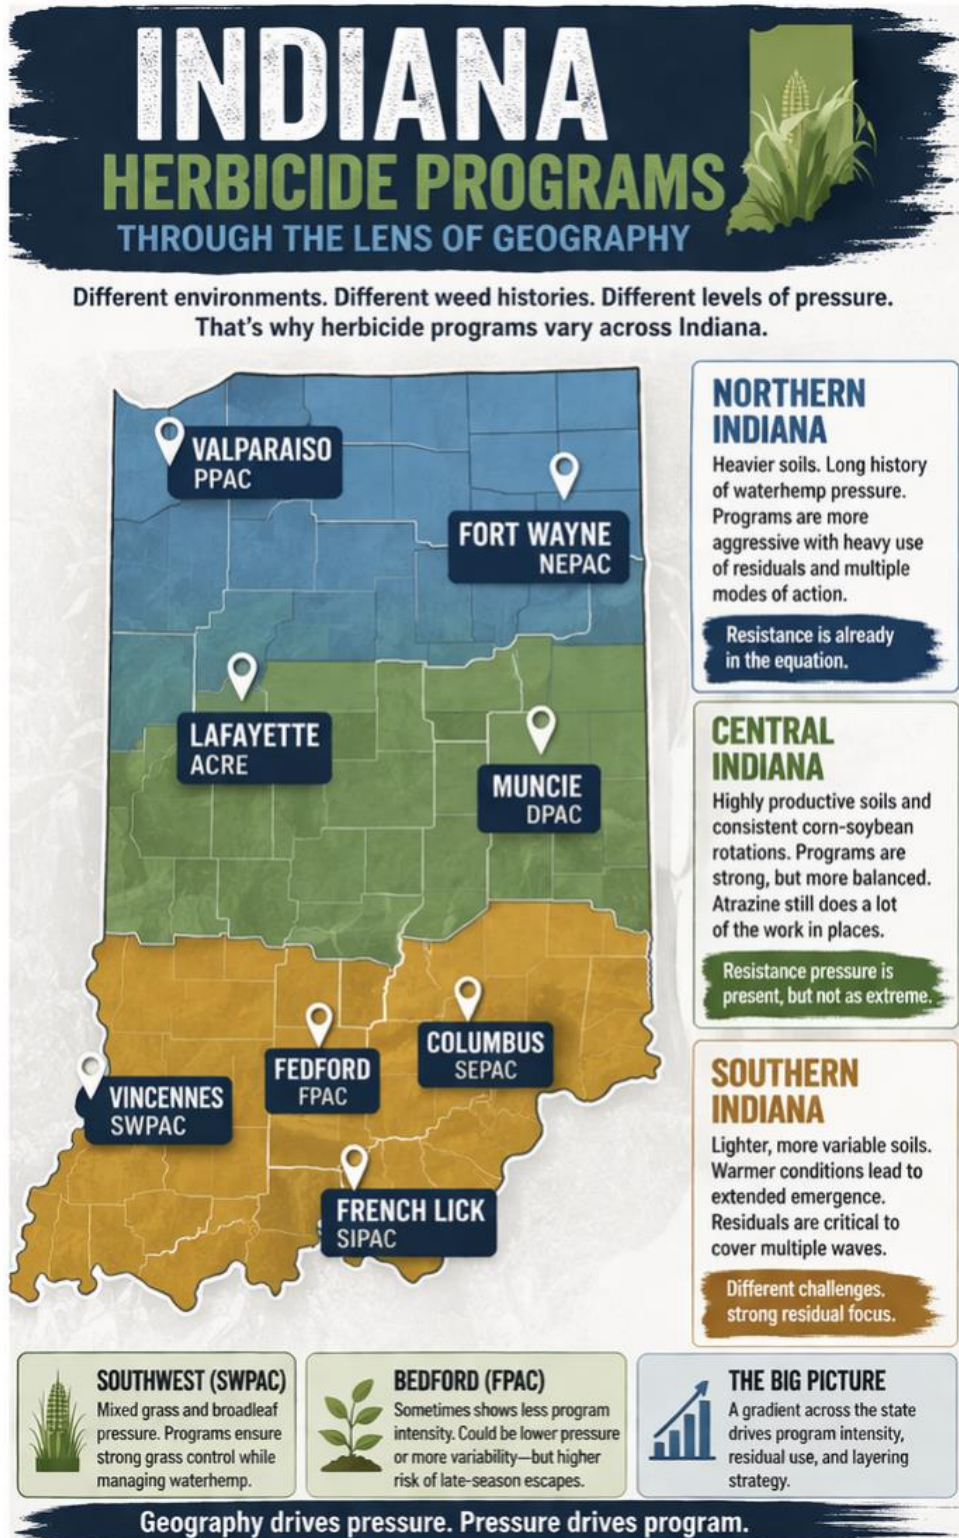 INDIANA
HERBICIDE PROGRAMS
THROUGH THE LENS OF GEOGRAPHY
Different environments. Different weed histories. Different levels of pressure.
That's why herbicide programs vary across Indiana.
VALPARAISO
PPAC
FORT WAYNE
NEPAC
LAFAYETTE
ACRE
MUNCIE
DPAC
COLUMBUS
SEPAC
FEDFORD
FPAC
VINCENNES
SWPAC
FRENCH LICK
SIPAC
NORTHERN
INDIANA
Heavier soils. Long history
of waterhemp pressure.
Programs are more
aggressive with heavy use
of residuals and multiple
modes of action.
Resistance is already
in the equation.
CENTRAL
INDIANA
Highly productive soils and
consistent corn-soybean
rotations. Programs are
strong, but more balanced.
Atrazine still does a lot
of the work in places.
Resistance pressure is
present, but not as extreme.
SOUTHERN
INDIANA
Lighter, more variable soils.
Warmer conditions lead to
extended emergence.
Residuals are critical to
cover multiple waves.
Different challenges.
strong residual focus.
SOUTHWEST (SWPAC)
Mixed grass and broadleaf
pressure. Programs ensure
strong grass control while
managing waterhemp.
BEDFORD (FPAC)
Sometimes shows less program
intensity. Could be lower pressure
or more variability—but higher
risk of late-season escapes.
THE BIG PICTURE
A gradient across the state
drives program intensity,
residual use, and layering
strategy.
Geography drives pressure. Pressure drives program.